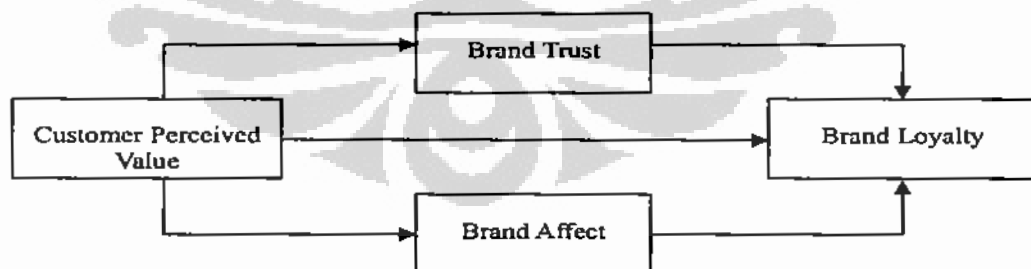 Brand Trust
Customer Perceived
Value
Brand Loyalty
Brand Affect